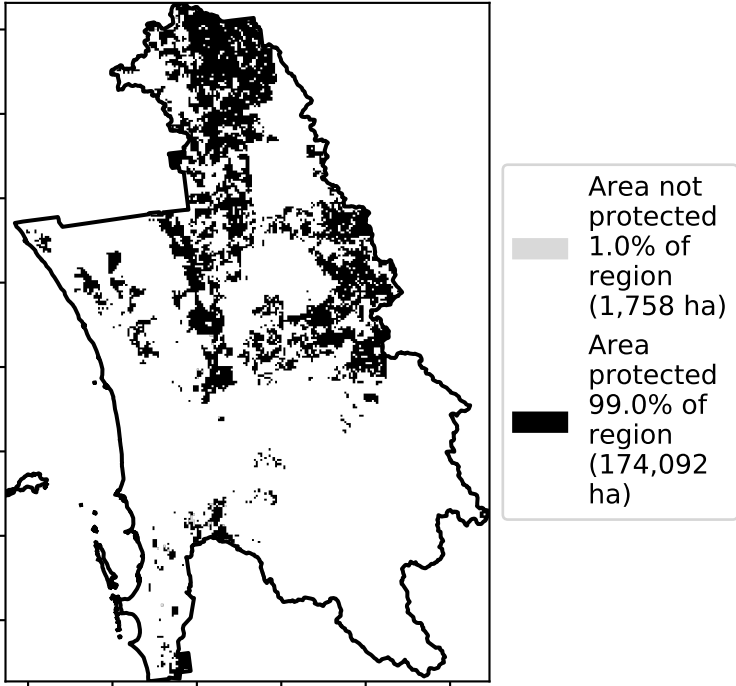 Area not
protected
1.0% of
region
(1,758 ha)
Area
protected
99.0% of
region
(174,092
ha)